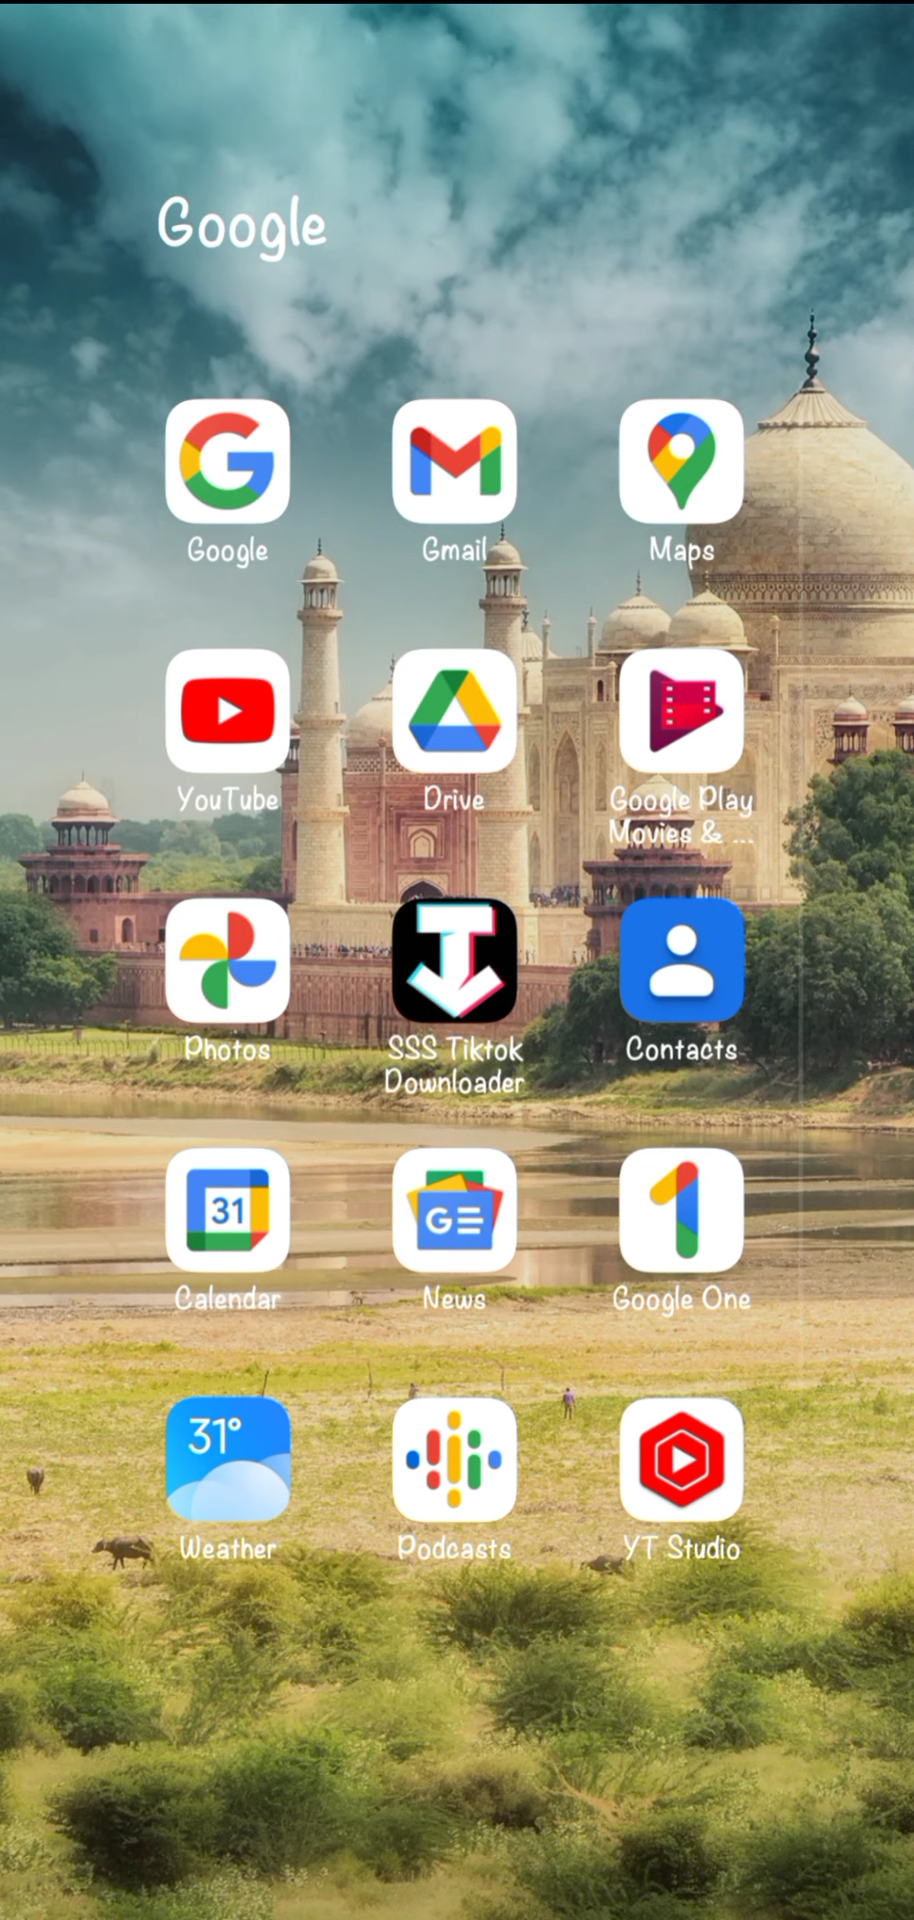 Google
Google
Gmail
Maps
YouTube
Drive
Google Play
Movies & ...
Photos
SSS Tiktok
Downloader
Contacts
31
Calendar
GE
News
Google One
31°
Weather
Podcasts
YT Studio